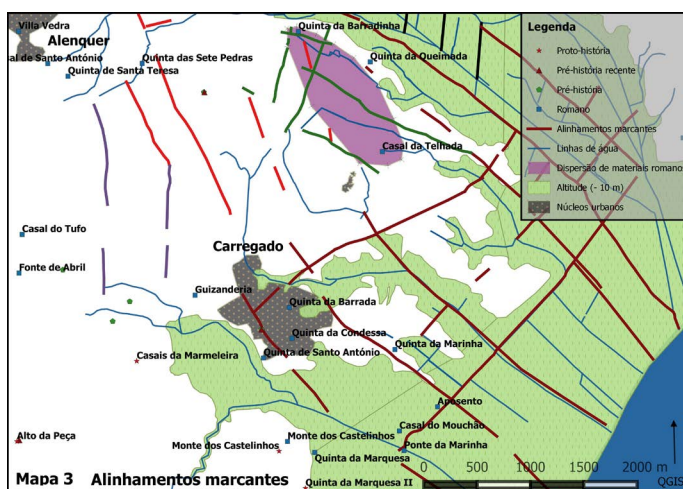 Villa Vedra
Alenquer
al de Santo António
Quinta de Santa Teresa
Quinta das Sete Pedras
Quinta da Barradinha
Quinta da Queimada
Casal da Telhada
Legenda
Proto-história
Pré-história recente
Pré-história
Romano
Alinhamentos marcantes
Linhas de água
Dispersão de materiais romanos
Altitude (- 10 m)
Núcleos urbanos
Casal do Tufo
Fonte de Abril
Carregado
Guizanderia
Quinta da Barrada
Quinta da Condessa
Quinta da Marinha
Quinta de Santo António
Casais da Marmeleira
Aposento
Casal do Mouchão
Alto da Peça
Monte dos Castelinhos
Monte dos Castelinhos
Ponte da Marinha
Quinta da Marquesa
Quinta da Marquesa II
0 500 1000 1500 2000 m
QGIS
Mapa 3 Alinhamentos marcantes